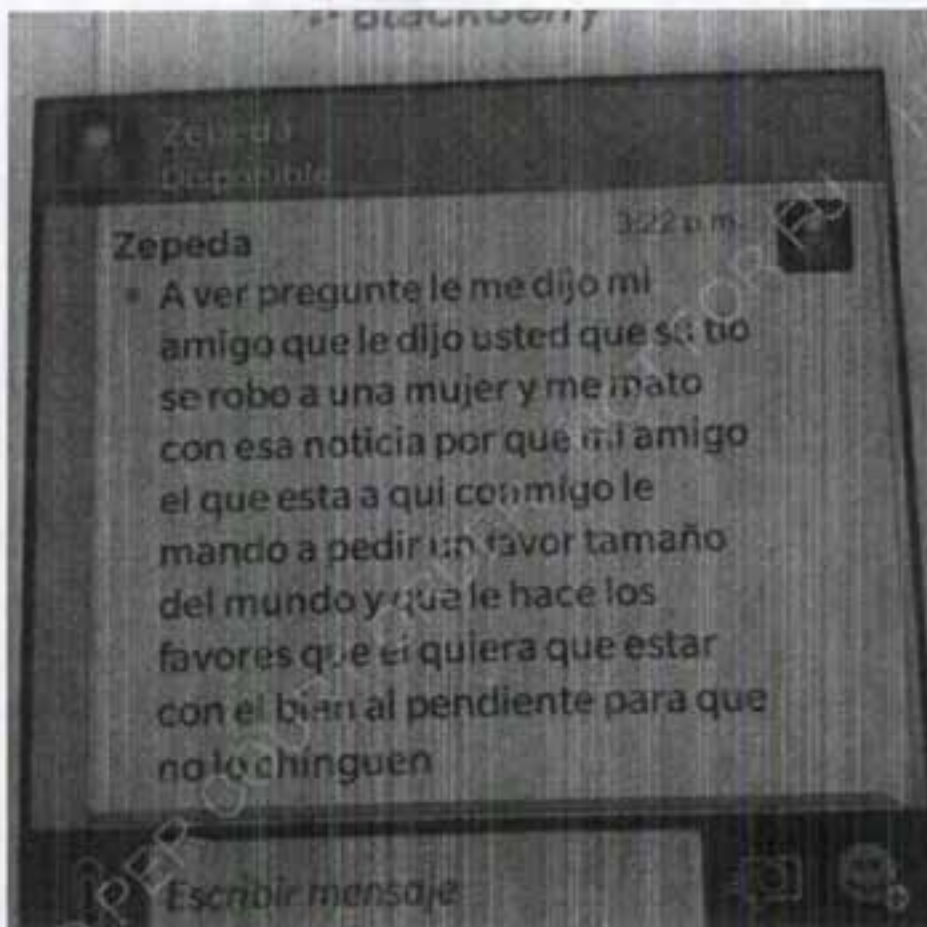 BlackBerry
Zepeda
Disponible
Zepeda
3:22 p.m.
A ver pregunte le me dijo mi
amigo que le dijo usted que su tio
se robo a una mujer y me mato
con esa noticia por que mi amigo
el que esta a qui conmigo le
mando a pedir un favor tamaño
del mundo y que le hace los
favores que el quiera que estar
con el bien al pendiente para que
no lo chinguen
Escribir mensaje